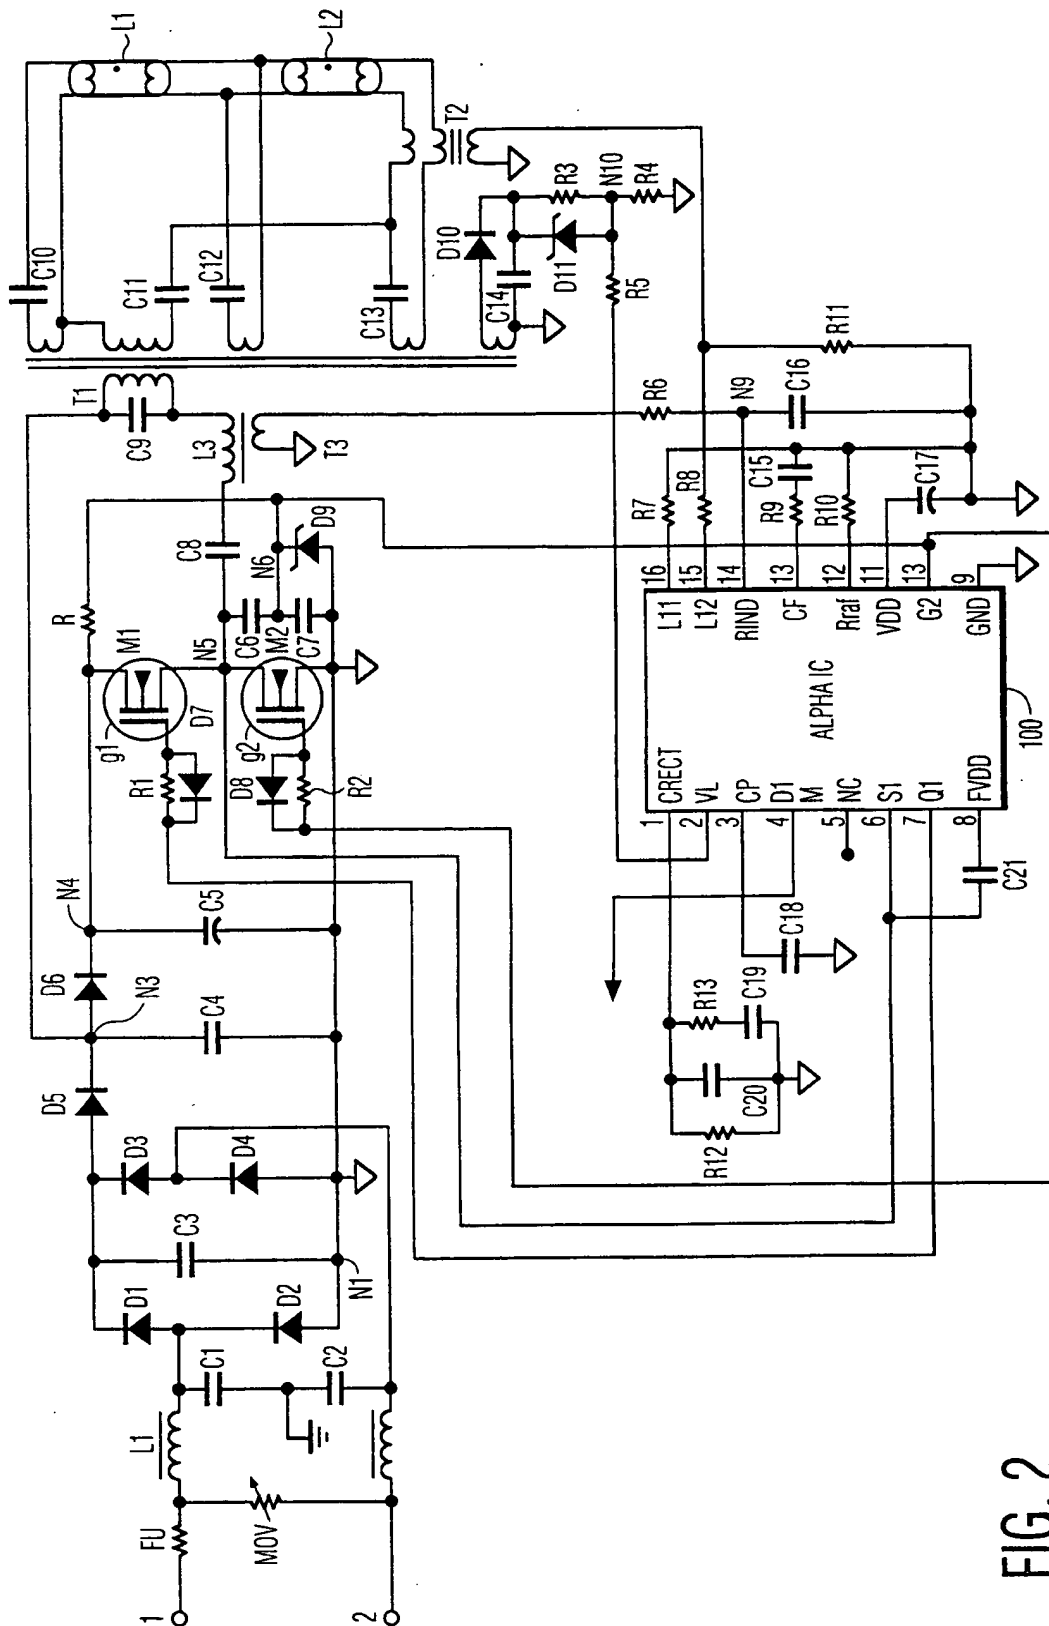 1
2
FU
MOV
L1
C1
C2
D1
D2
C3
N1
D3
D4
D5
N3
D6
C4
N4
C5
R1
D7
g1
M1
R
D8
R2
g2
M2
N5
C6
C7
N6
D9
C8
L3
T3
C9
T1
C10
C11
C12
C13
C14
D10
D11
R3
N10
R4
R5
T2
L1
L2
R6
N9
C16
R11
R7
R8
C15
R9
R10
C17
16 L11
15 L12
14 RIND
13 CF
12 Rraf
11 VDD
13 G2
9 GND
ALPHA IC
100
1 CRECT
2 VL
3 CP
4 D1
M
5 NC
6 S1
7 Q1
8 FVDD
C21
C18
R13
C19
C20
R12
FIG. 2